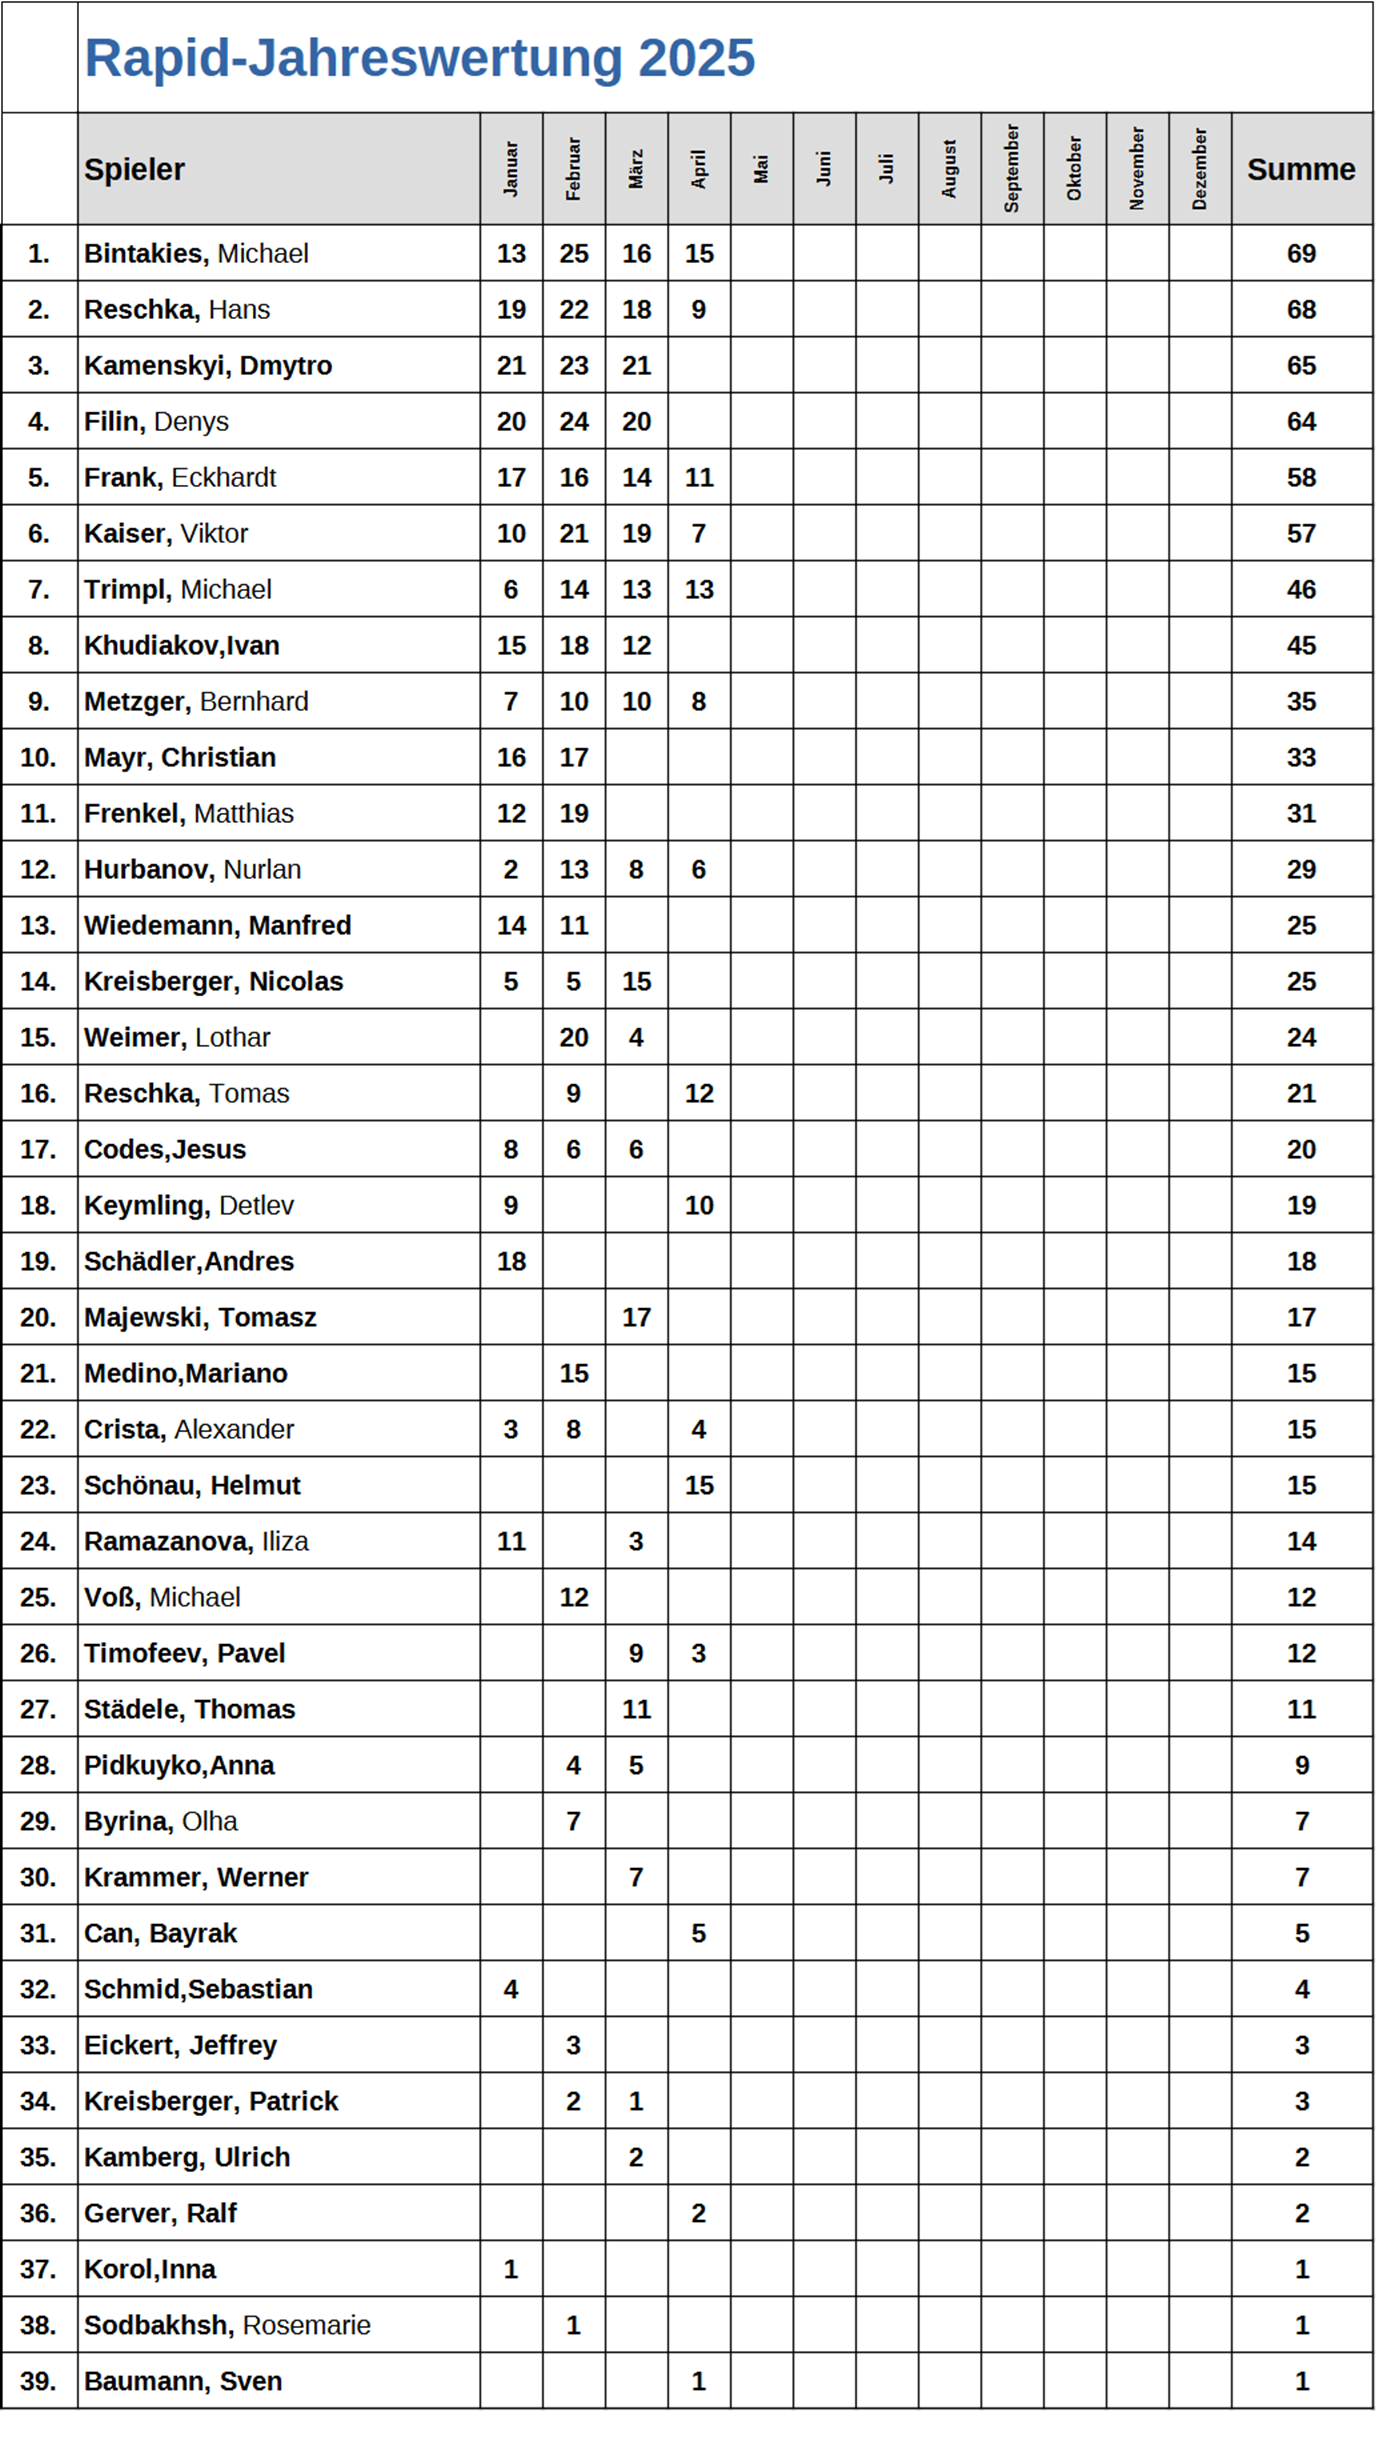 Rapid-Jahreswertung 2025
Spieler Januar Februar März April Mai Juni Juli August September Oktober November Dezember Summe
1. Bintakies, Michael 13 25 16 15 69
2. Reschka, Hans 19 22 18 9 68
3. Kamenskyi, Dmytro 21 23 21 65
4. Filin, Denys 20 24 20 64
5. Frank, Eckhardt 17 16 14 11 58
6. Kaiser, Viktor 10 21 19 7 57
7. Trimpl, Michael 6 14 13 13 46
8. Khudiakov,Ivan 15 18 12 45
9. Metzger, Bernhard 7 10 10 8 35
10. Mayr, Christian 16 17 33
11. Frenkel, Matthias 12 19 31
12. Hurbanov, Nurlan 2 13 8 6 29
13. Wiedemann, Manfred 14 11 25
14. Kreisberger, Nicolas 5 5 15 25
15. Weimer, Lothar 20 4 24
16. Reschka, Tomas 9 12 21
17. Codes,Jesus 8 6 6 20
18. Keymling, Detlev 9 10 19
19. Schädler,Andres 18 18
20. Majewski, Tomasz 17 17
21. Medino,Mariano 15 15
22. Crista, Alexander 3 8 4 15
23. Schönau, Helmut 15 15
24. Ramazanova, Iliza 11 3 14
25. Voß, Michael 12 12
26. Timofeev, Pavel 9 3 12
27. Städele, Thomas 11 11
28. Pidkuyko,Anna 4 5 9
29. Byrina, Olha 7 7
30. Krammer, Werner 7 7
31. Can, Bayrak 5 5
32. Schmid,Sebastian 4 4
33. Eickert, Jeffrey 3 3
34. Kreisberger, Patrick 2 1 3
35. Kamberg, Ulrich 2 2
36. Gerver, Ralf 2 2
37. Korol,Inna 1 1
38. Sodbakhsh, Rosemarie 1 1
39. Baumann, Sven 1 1